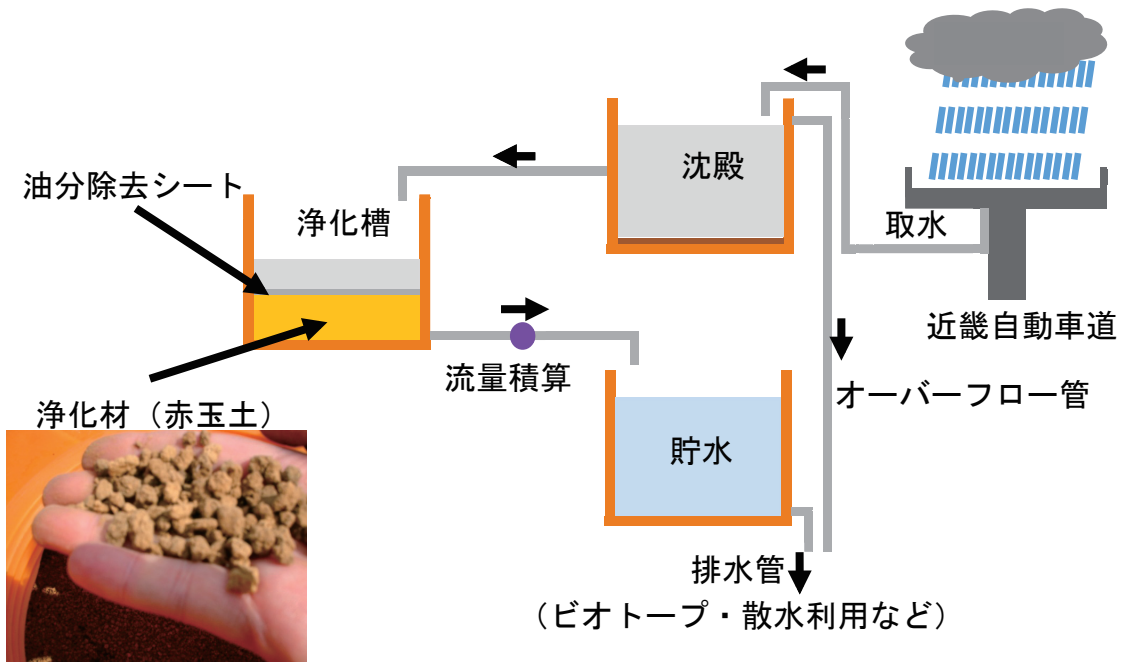 油分除去シート
浄化槽
沈殿
取水
近畿自動車道
流量積算
オーバーフロー管
浄化材（赤玉土）
貯水
排水管
（ビオトープ・散水利用など）